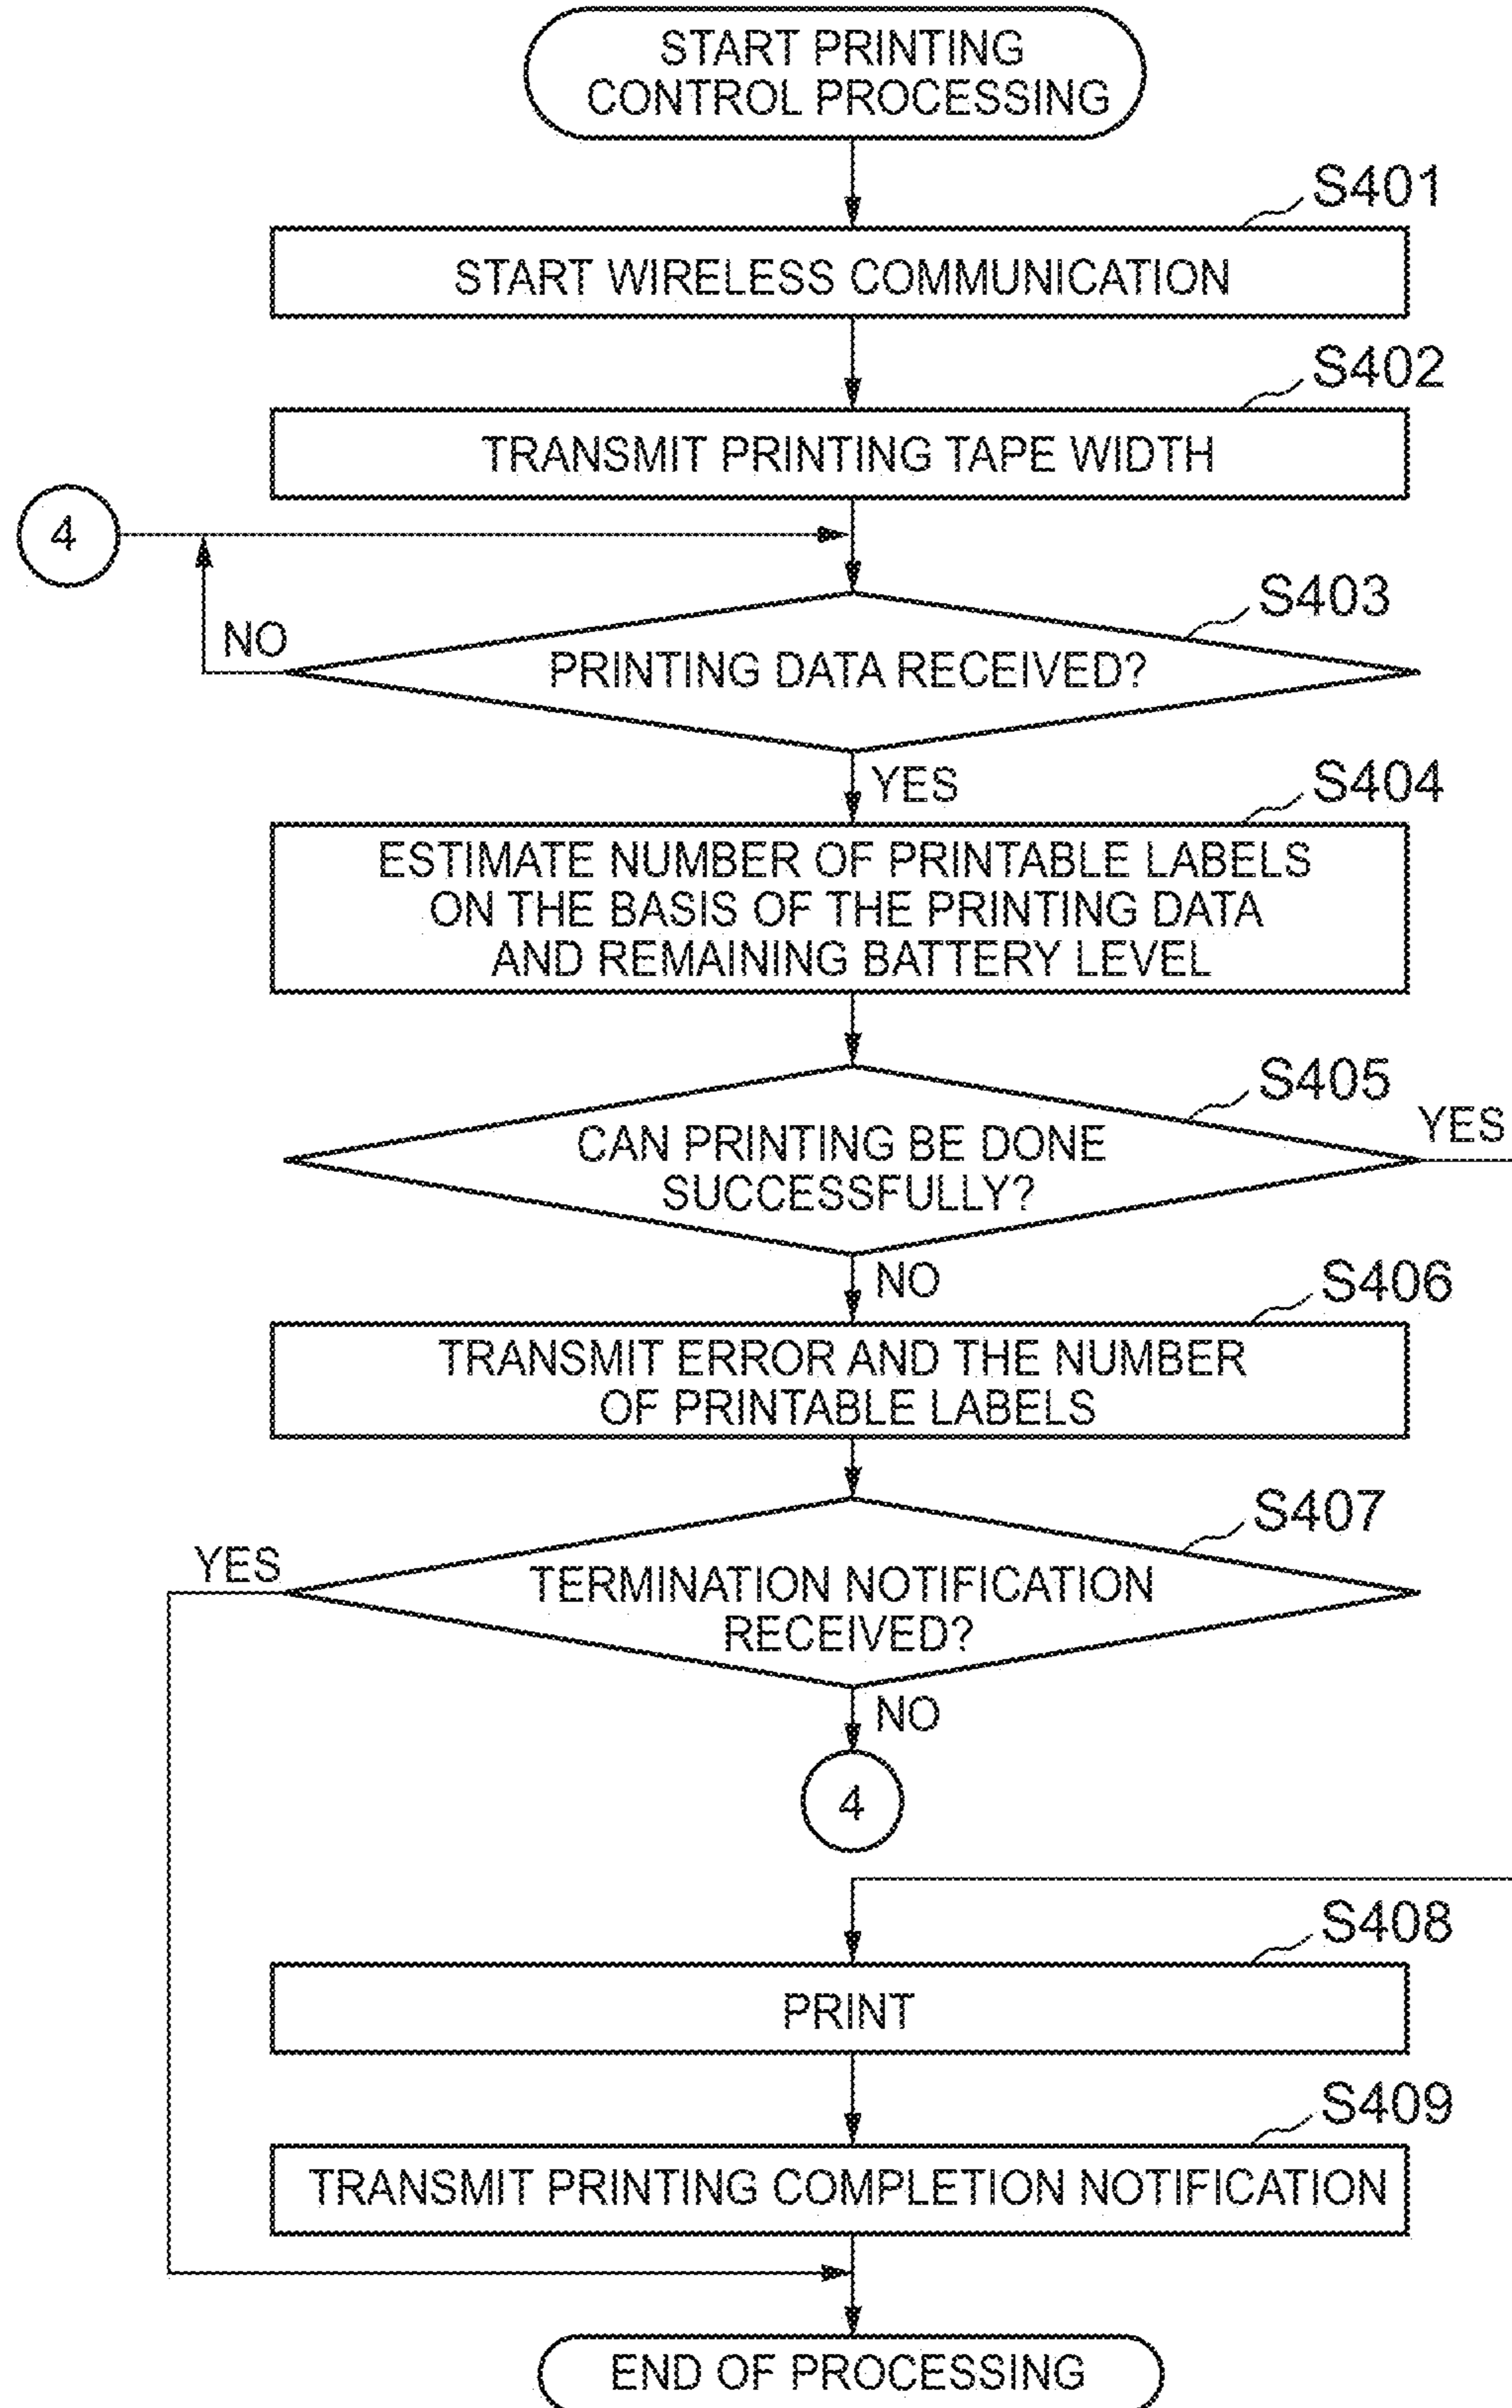 START PRINTING
CONTROL PROCESSING
S401
START WIRELESS COMMUNICATION
S402
TRANSMIT PRINTING TAPE WIDTH
4
S403
NO
PRINTING DATA RECEIVED?
YES
S404
ESTIMATE NUMBER OF PRINTABLE LABELS
ON THE BASIS OF THE PRINTING DATA
AND REMAINING BATTERY LEVEL
S405
YES
CAN PRINTING BE DONE
SUCCESSFULLY?
NO
S406
TRANSMIT ERROR AND THE NUMBER
OF PRINTABLE LABELS
S407
YES
TERMINATION NOTIFICATION
RECEIVED?
NO
4
S408
PRINT
S409
TRANSMIT PRINTING COMPLETION NOTIFICATION
END OF PROCESSING